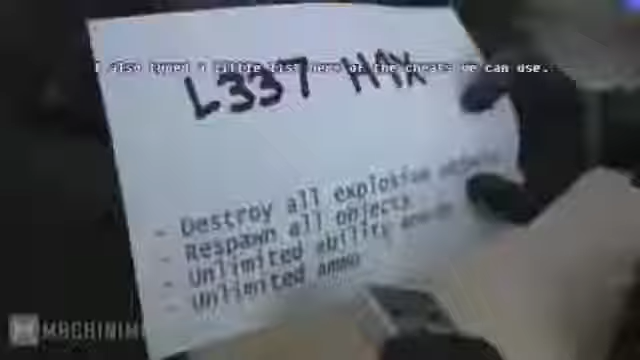 I also typed a little list here of the cheats we can use.
L337 HAX
- Destroy all explosive objects
- Respawn all objects
- Unlimited ability
- Unlimited ammo
MACHINIM